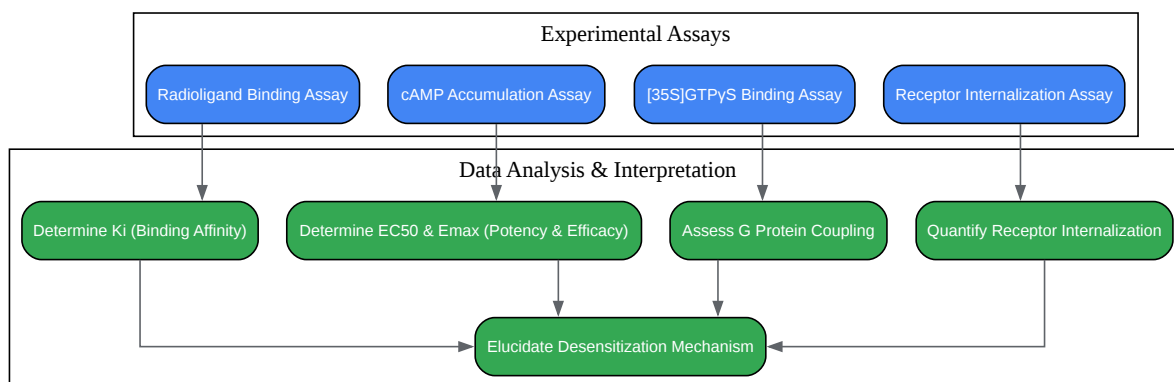 Experimental Assays
Radioligand Binding Assay
cAMP Accumulation Assay
[35S]GTPγS Binding Assay
Receptor Internalization Assay
Data Analysis & Interpretation
Determine Ki (Binding Affinity)
Determine EC50 & Emax (Potency & Efficacy)
Assess G Protein Coupling
Quantify Receptor Internalization
Elucidate Desensitization Mechanism